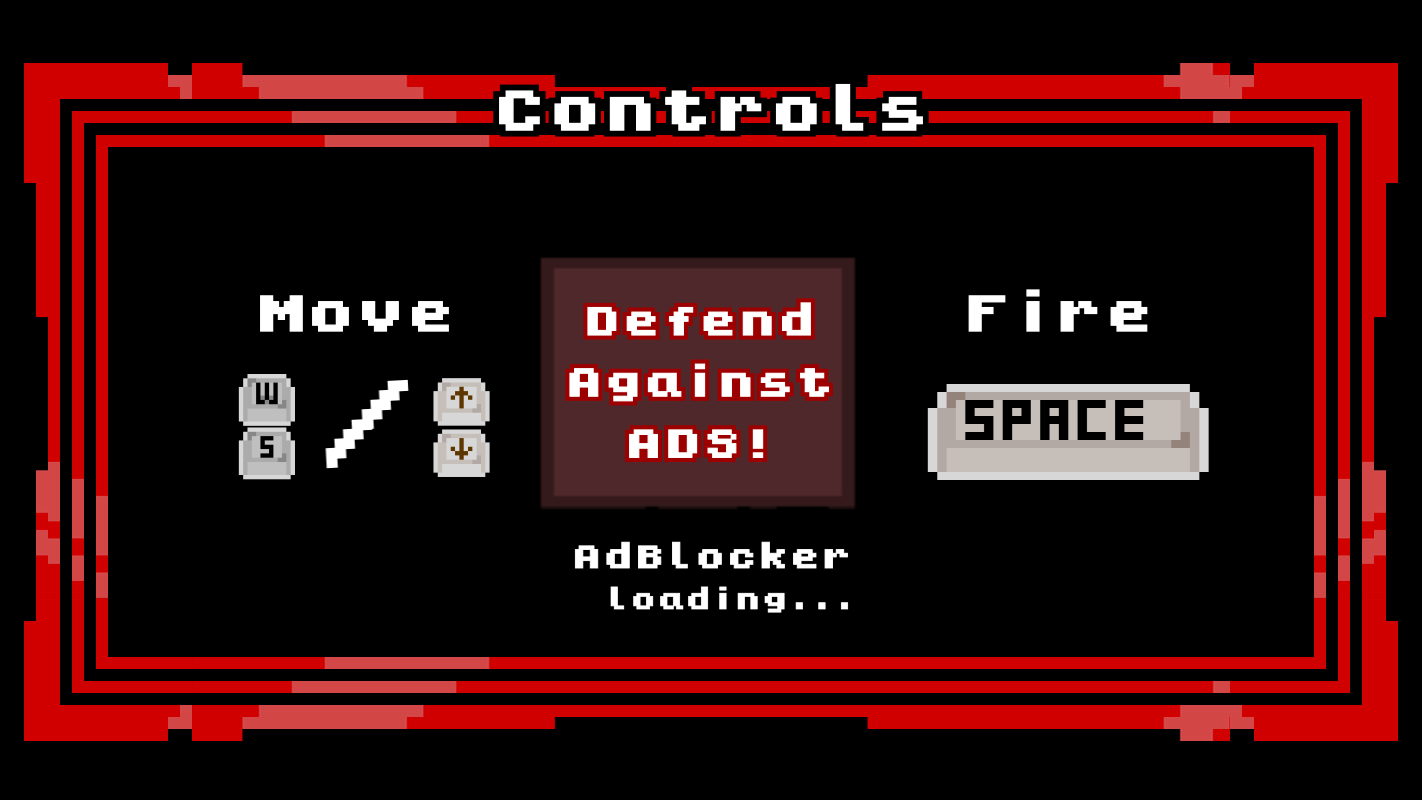 Controls
Move
W
S
Defend
Against
ADS!
Fire
SPACE
AdBlocker
loading...